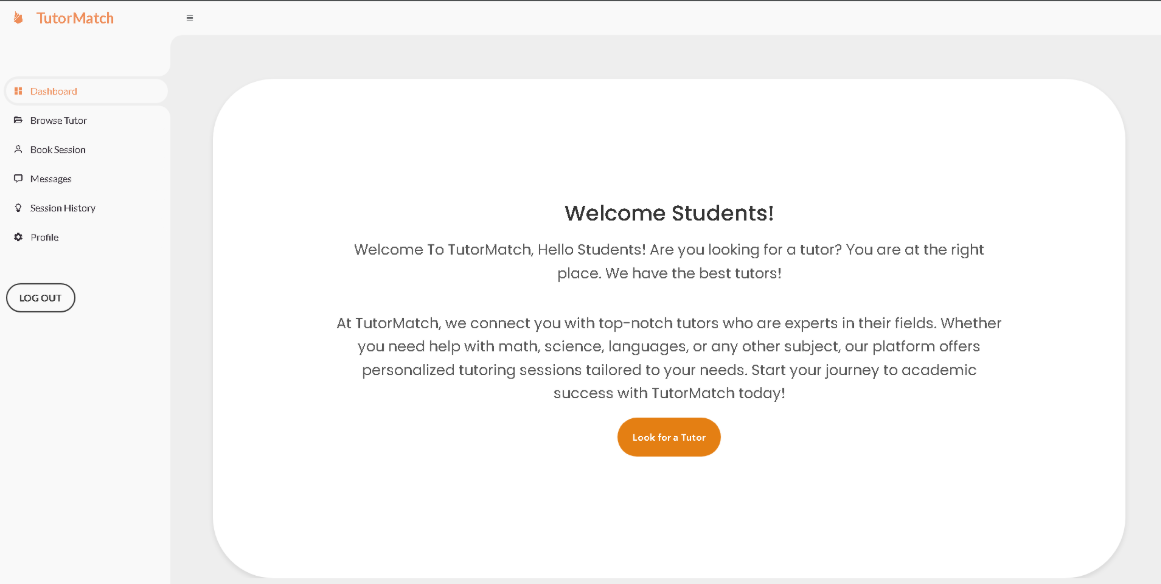 TutorMatch
Dashboard
Browse Tutor
Book Session
Messages
Session History
Profile
LOG OUT
Welcome Students!
Welcome To TutorMatch, Hello Students! Are you looking for a tutor? You are at the right
place. We have the best tutors!
At TutorMatch, we connect you with top-notch tutors who are experts in their fields. Whether
you need help with math, science, languages, or any other subject, our platform offers
personalized tutoring sessions tailored to your needs. Start your journey to academic
success with TutorMatch today!
Look for a Tutor